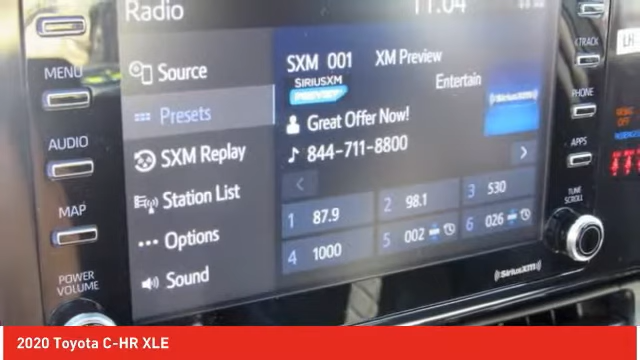 Radio
11:04
MENU
AUDIO
MAP
POWER
VOLUME
Source
Presets
SXM Replay
Station List
Options
Sound
SXM 001 XM Preview
SIRIUSXM
PREVIEW
Entertain
Great Offer Now!
844-711-8800
((SiriusXM))
1 87.9
2 98.1
3 530
4 1000
5 002
6 026
((SiriusXM))
TRACK
PHONE
APPS
TUNE
SCROLL
2020 Toyota C-HR XLE